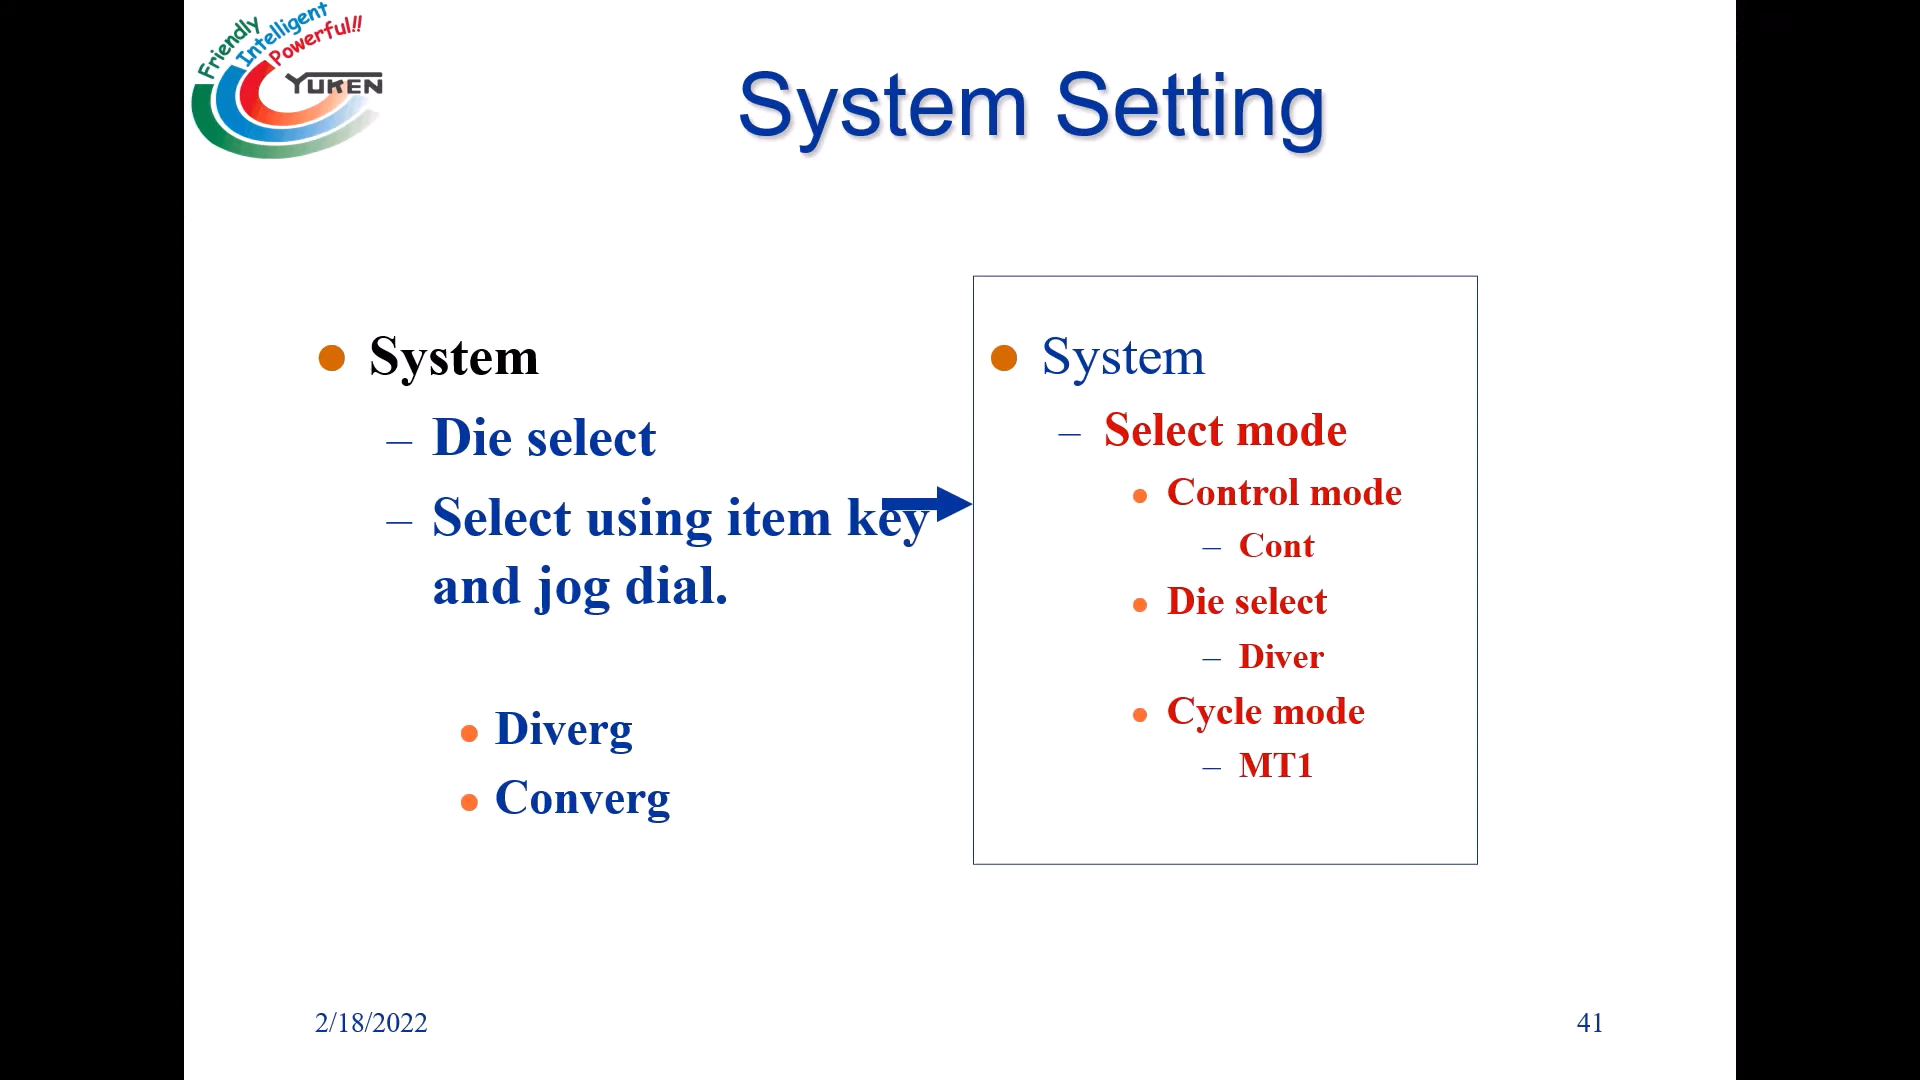 Friendly
Intelligent
Powerful!!
YUKEN
System Setting
● System
– Die select
– Select using item key
and jog dial.
● Diverg
● Converg
● System
– Select mode
● Control mode
– Cont
● Die select
– Diver
● Cycle mode
– MT1
2/18/2022
41